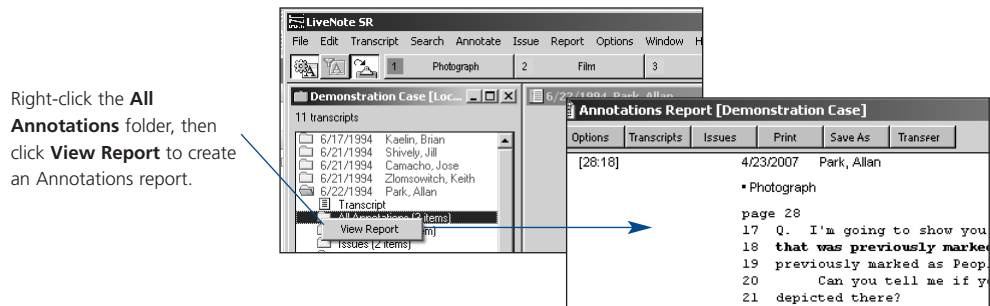 Right-click the All
Annotations folder, then
click View Report to create
an Annotations report.
LiveNote SR
File Edit Transcript Search Annotate Issue Report Options Window H
1 Photograph 2 Film 3
Demonstration Case [Loc...
6/22/1994 Park, Allan
11 transcripts
6/17/1994 Kaelin, Brian
6/21/1994 Shively, Jill
6/21/1994 Camacho, Jose
6/21/1994 Zlomsowitch, Keith
6/22/1994 Park, Allan
Transcript
All Annotations [3 items]
View Report
Issues [2 items]
Annotations Report [Demonstration Case]
Options Transcripts Issues Print Save As Transfer
[28:18] 4/23/2007 Park, Allan
▪ Photograph
page 28
17 Q. I'm going to show you
18 that was previously marked
19 previously marked as Peop
20 Can you tell me if y
21 depicted there?